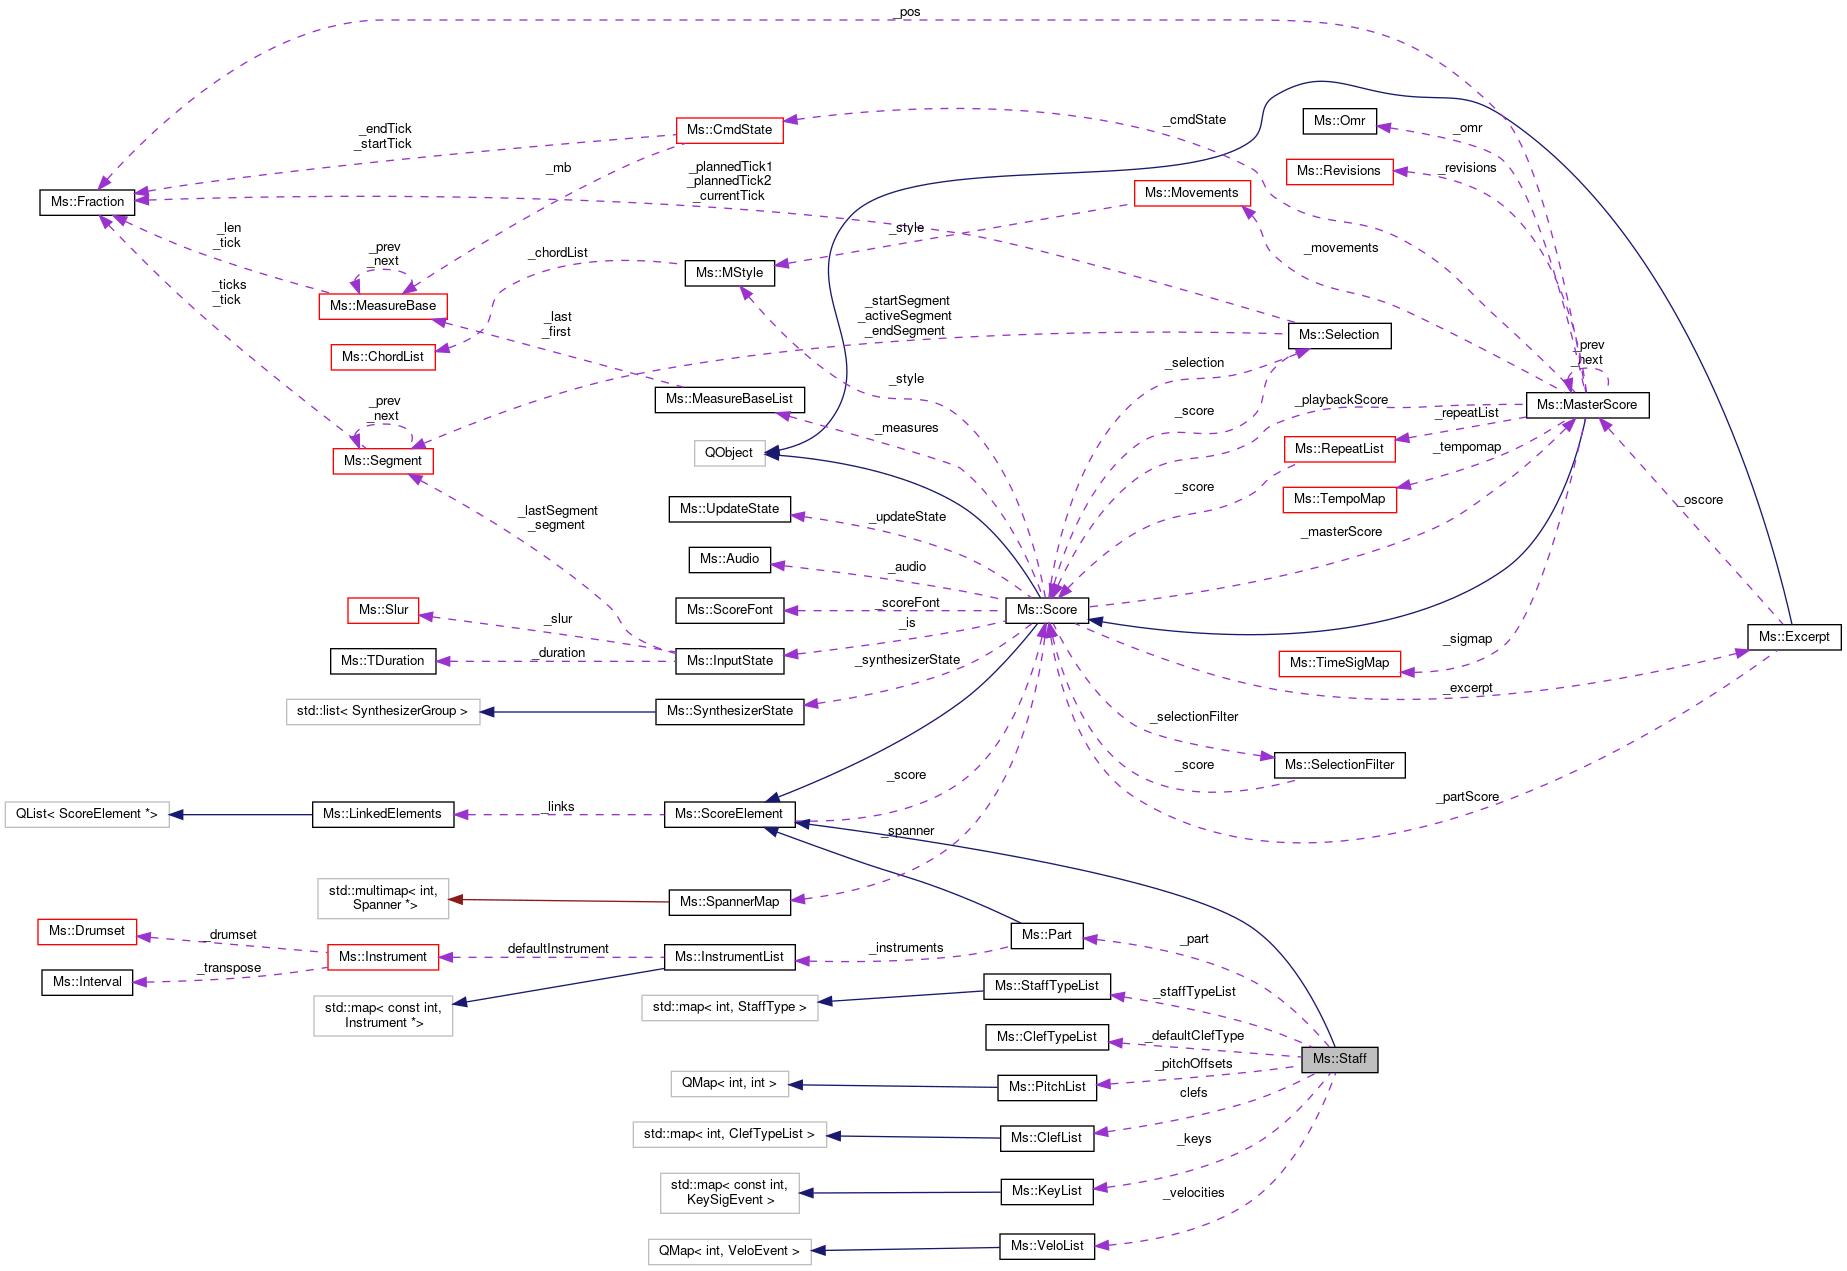 _pos
Ms::CmdState
_endTick
_startTick
_mb
_cmdState
Ms::Omr
_omr
Ms::Revisions
_revisions
_plannedTick1
_plannedTick2
_currentTick
Ms::Movements
Ms::Fraction
_len
_tick
_prev
_next
_chordList
_style
Ms::MStyle
_movements
_ticks
_tick
Ms::MeasureBase
_startSegment
_activeSegment
_endSegment
_last
_first
Ms::Selection
Ms::ChordList
_selection
_prev
_next
_style
Ms::MeasureBaseList
_prev
_next
_playbackScore
Ms::MasterScore
_score
_repeatList
_measures
QObject
Ms::RepeatList
_tempomap
Ms::Segment
_score
Ms::TempoMap
_oscore
_lastSegment
_segment
Ms::UpdateState
_updateState
_masterScore
Ms::Audio
_audio
Ms::Slur
_slur
Ms::ScoreFont
_scoreFont
Ms::Score
_is
_sigmap
Ms::Excerpt
Ms::TDuration
_duration
Ms::InputState
_synthesizerState
Ms::TimeSigMap
_excerpt
std::list< SynthesizerGroup >
Ms::SynthesizerState
_selectionFilter
_score
Ms::SelectionFilter
_score
_partScore
QList< ScoreElement *>
Ms::LinkedElements
_links
Ms::ScoreElement
_spanner
std::multimap< int,
Spanner *>
Ms::SpannerMap
Ms::Drumset
_drumset
Ms::Instrument
defaultInstrument
Ms::InstrumentList
_instruments
Ms::Part
_part
Ms::Interval
_transpose
std::map< const int,
Instrument *>
std::map< int, StaffType >
Ms::StaffTypeList
_staffTypeList
Ms::ClefTypeList
_defaultClefType
Ms::Staff
_pitchOffsets
QMap< int, int >
Ms::PitchList
clefs
std::map< int, ClefTypeList >
Ms::ClefList
_keys
std::map< const int,
KeySigEvent >
Ms::KeyList
_velocities
QMap< int, VeloEvent >
Ms::VeloList